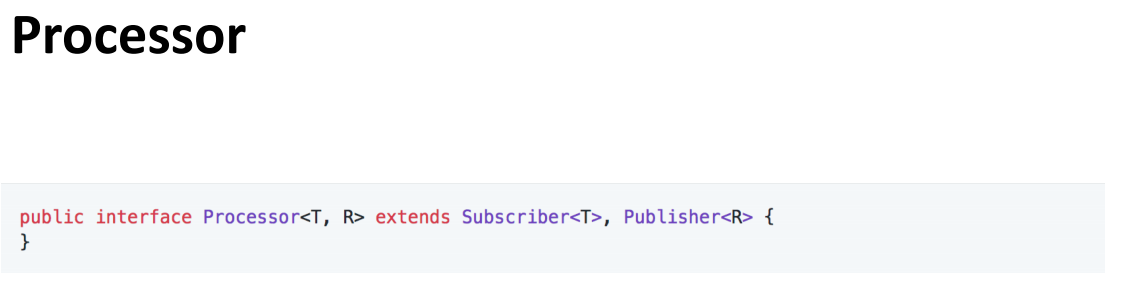 Processor
public interface Processor<T, R> extends Subscriber<T>, Publisher<R> {
}